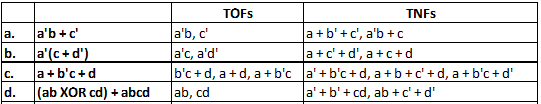 TOFs TNFs
a. a'b + c' a'b, c' a + b' + c', a'b + c
b. a'(c + d') a'c, a'd' a + c' + d', a + c + d
c. a + b'c + d b'c + d, a + d, a + b'c a' + b'c + d, a + b + c' + d, a + b'c + d'
d. (ab XOR cd) + abcd ab, cd a' + b' + cd, ab + c' + d'